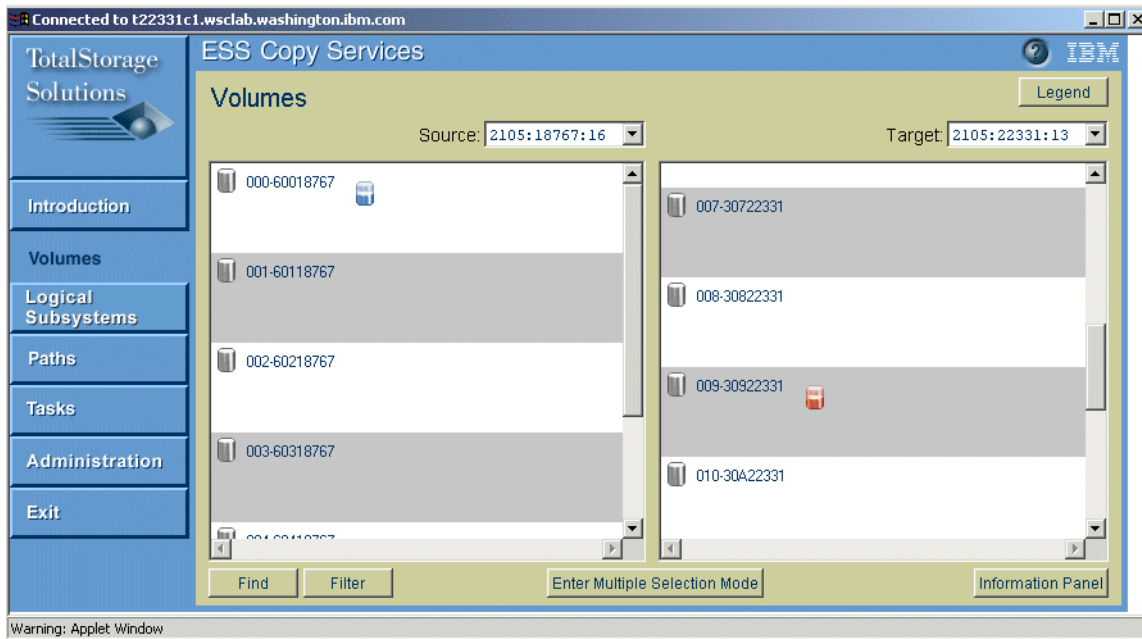 Connected to t22331c1.wsclab.washington.ibm.com
TotalStorage
Solutions
ESS Copy Services
IBM
Volumes
Legend
Source: 2105:18767:16
Target: 2105:22331:13
Introduction
Volumes
Logical
Subsystems
Paths
Tasks
Administration
Exit
000-60018767
001-60118767
002-60218767
003-60318767
004-60418767
007-30722331
008-30822331
009-30922331
010-30A22331
Find
Filter
Enter Multiple Selection Mode
Information Panel
Warning: Applet Window